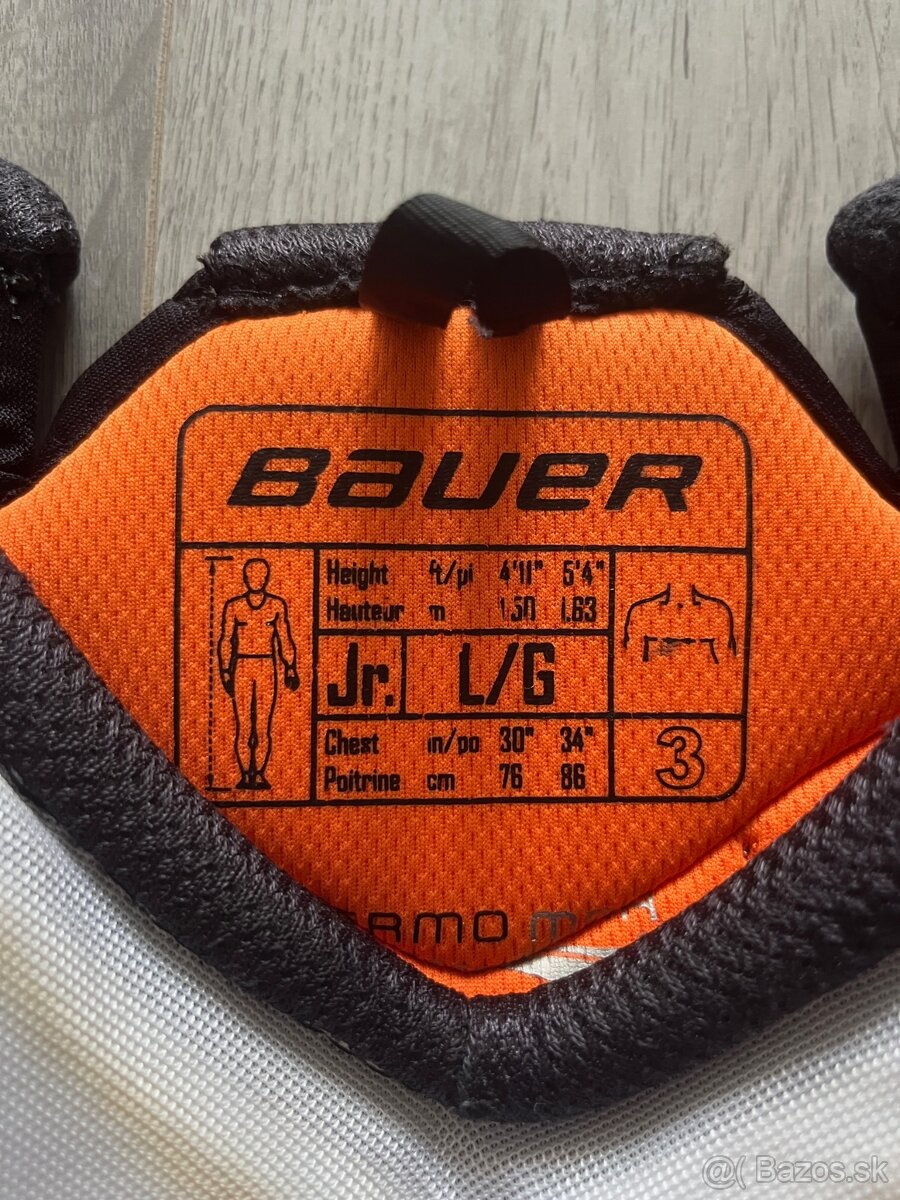 BAUER
Height ft/pi 4'11" 5'4"
Hauteur m 1.50 1.63
Jr. L/G
Chest in/po 30" 34"
Poitrine cm 76 86
3
RMO M
@( Bazos.sk